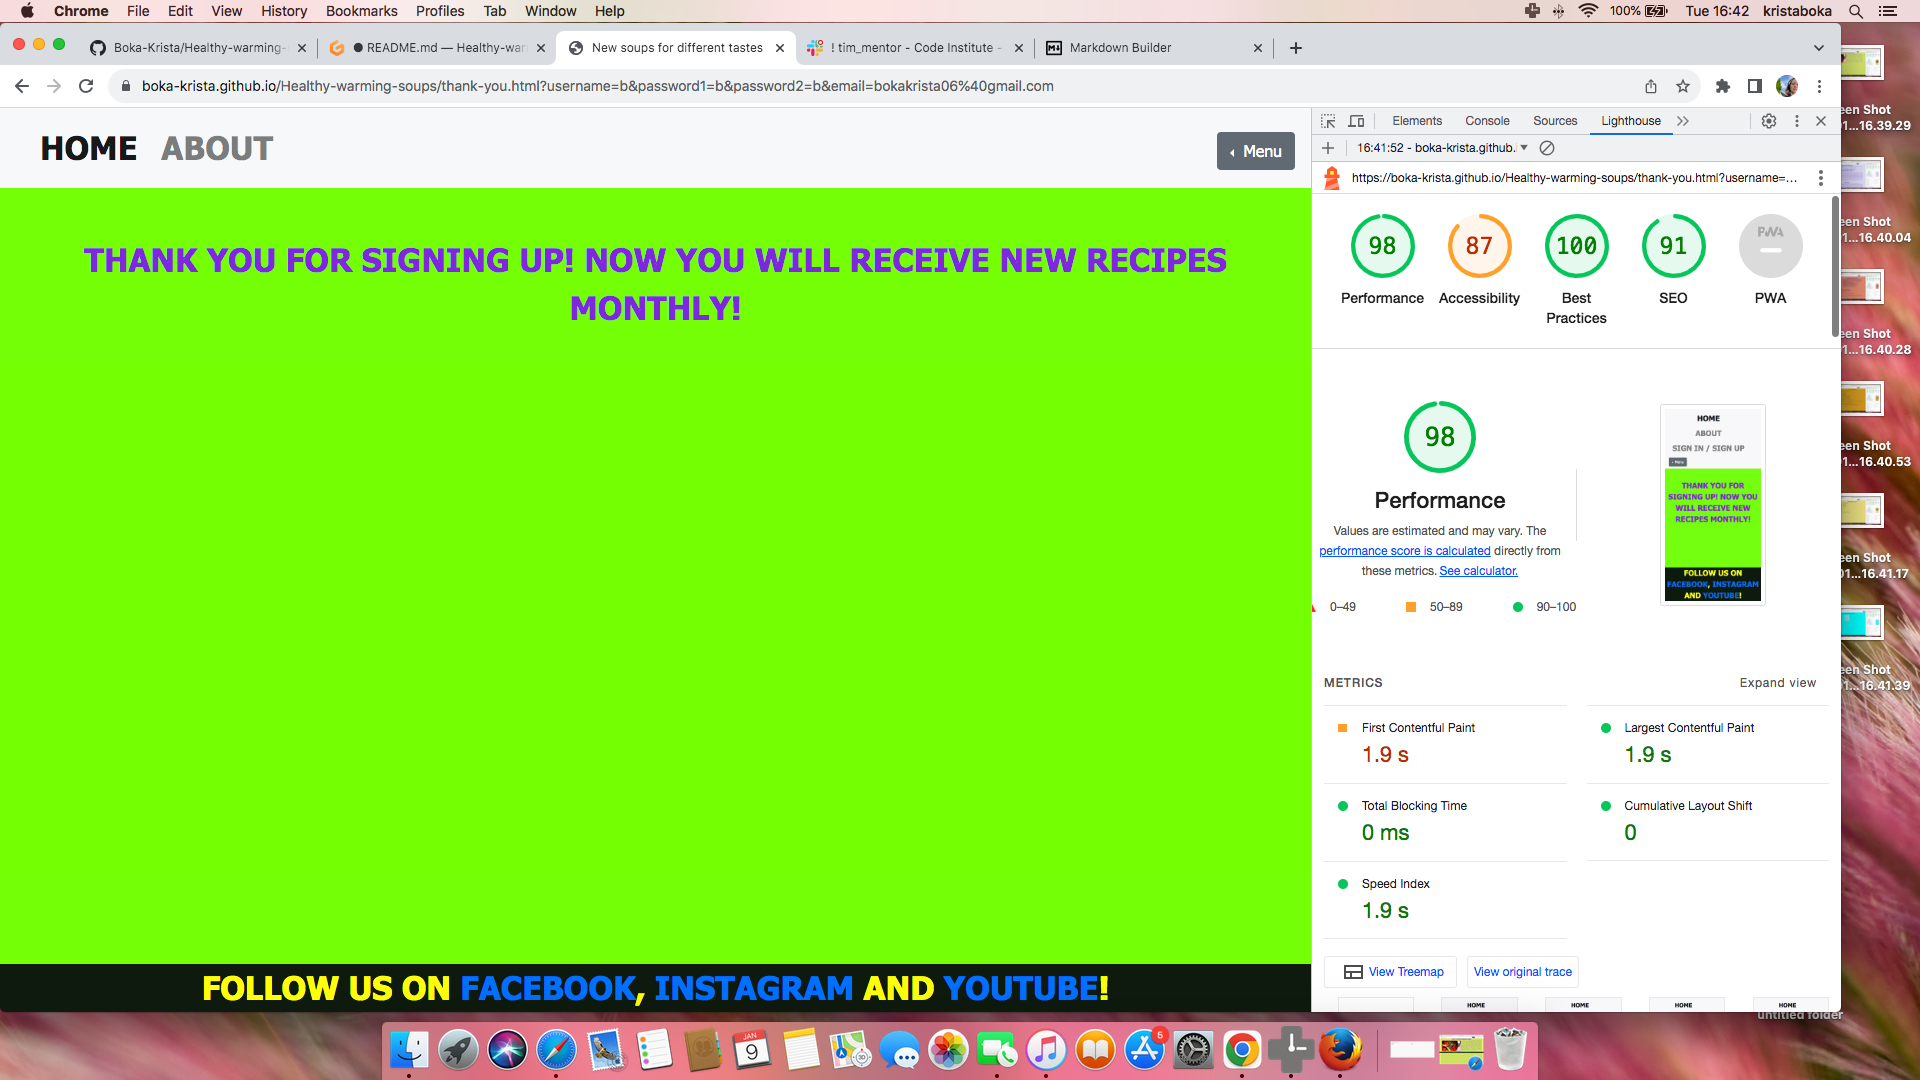 Chrome File Edit View History Bookmarks Profiles Tab Window Help 100% Tue 16:42 kristaboka
Boka-Krista/Healthy-warming- ● README.md — Healthy-war New soups for different tastes ! tim_mentor - Code Institute - Markdown Builder
boka-krista.github.io/Healthy-warming-soups/thank-you.html?username=b&password1=b&password2=b&email=bokakrista06%40gmail.com
HOME ABOUT
Menu
THANK YOU FOR SIGNING UP! NOW YOU WILL RECEIVE NEW RECIPES
MONTHLY!
FOLLOW US ON FACEBOOK, INSTAGRAM AND YOUTUBE!
Elements Console Sources Lighthouse
16:41:52 - boka-krista.github.
https://boka-krista.github.io/Healthy-warming-soups/thank-you.html?username=...
98 87 100 91 PWA
Performance Accessibility Best Practices SEO PWA
98
Performance
Values are estimated and may vary. The
performance score is calculated directly from
these metrics. See calculator.
0–49 50–89 90–100
HOME
ABOUT
SIGN IN / SIGN UP
Menu
THANK YOU FOR
SIGNING UP! NOW YOU
WILL RECEIVE NEW
RECIPES MONTHLY!
FOLLOW US ON
FACEBOOK, INSTAGRAM
AND YOUTUBE!
METRICS Expand view
First Contentful Paint
1.9 s
Largest Contentful Paint
1.9 s
Total Blocking Time
0 ms
Cumulative Layout Shift
0
Speed Index
1.9 s
View Treemap View original trace
HOME HOME HOME HOME
een Shot
1...16.39.29
een Shot
1...16.40.04
een Shot
1...16.40.28
een Shot
1...16.40.53
een Shot
01...16.41.17
een Shot
01...16.41.39
untitled folder
JAN
9
3D
5